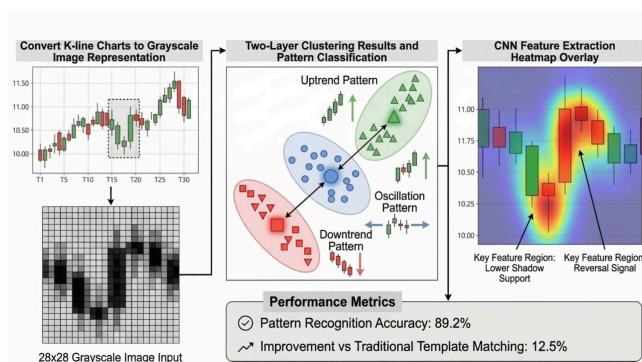 Convert K-line Charts to Grayscale
Image Representation
11.50
11.00
10.50
10.00
T1
T5
T10
T15
T20
T25
T30
28x28 Grayscale Image Input
Two-Layer Clustering Results and
Pattern Classification
Uptrend Pattern
Oscillation
Pattern
Downtrend
Pattern
CNN Feature Extraction
Heatmap Overlay
11.00
11.75
10.50
10.25
10.00
Key Feature Region:
Lower Shadow
Support
Key Feature Region:
Reversal Signal
Performance Metrics
Pattern Recognition Accuracy: 89.2%
Improvement vs Traditional Template Matching: 12.5%